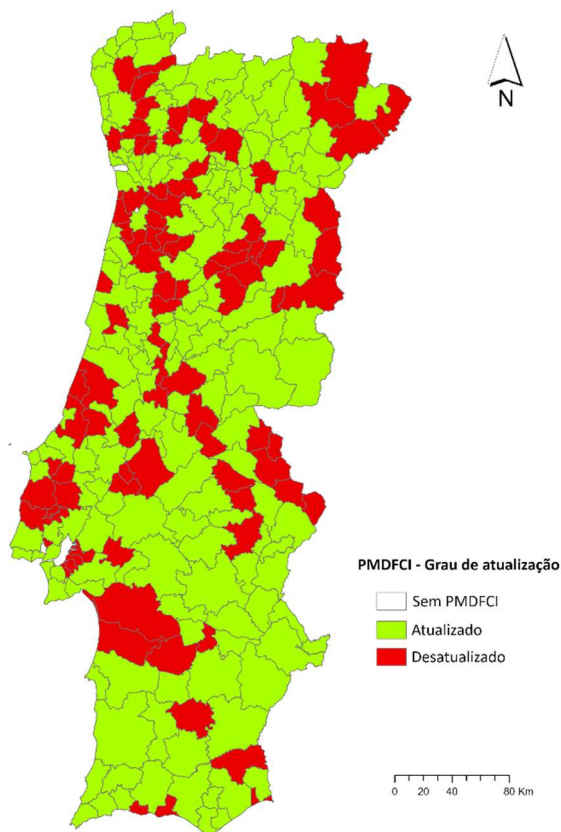 N
PMDFCI - Grau de atualização
Sem PMDFCI
Atualizado
Desatualizado
0 20 40 80 Km